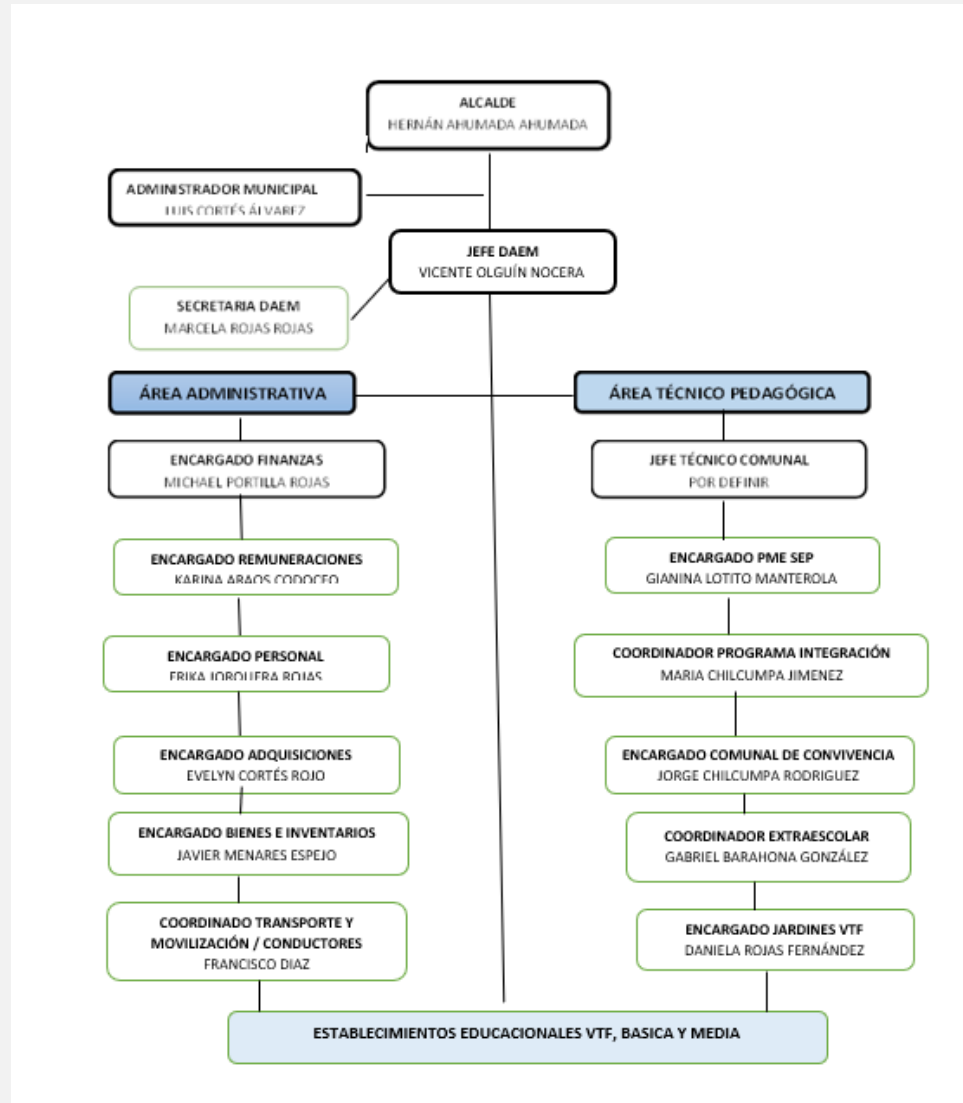 ALCALDE
HERNÁN AHUMADA AHUMADA
ADMINISTRADOR MUNICIPAL
LUIS CORTÉS ÁLVAREZ
JEFE DAEM
VICENTE OLGUÍN NOCERA
SECRETARIA DAEM
MARCELA ROJAS ROJAS
ÁREA ADMINISTRATIVA
ÁREA TÉCNICO PEDAGÓGICA
ENCARGADO FINANZAS
MICHAEL PORTILLA ROJAS
JEFE TÉCNICO COMUNAL
POR DEFINIR
ENCARGADO REMUNERACIONES
KARINA ARAOS CODOCEO
ENCARGADO PME SEP
GIANINA LOTITO MANTEROLA
ENCARGADO PERSONAL
ERIKA JORQUERA ROJAS
COORDINADOR PROGRAMA INTEGRACIÓN
MARIA CHILCUMPA JIMENEZ
ENCARGADO ADQUISICIONES
EVELYN CORTÉS ROJO
ENCARGADO COMUNAL DE CONVIVENCIA
JORGE CHILCUMPA RODRIGUEZ
ENCARGADO BIENES E INVENTARIOS
JAVIER MENARES ESPEJO
COORDINADOR EXTRAESCOLAR
GABRIEL BARAHONA GONZÁLEZ
COORDINADO TRANSPORTE Y
MOVILIZACIÓN / CONDUCTORES
FRANCISCO DIAZ
ENCARGADO JARDINES VTF
DANIELA ROJAS FERNÁNDEZ
ESTABLECIMIENTOS EDUCACIONALES VTF, BASICA Y MEDIA